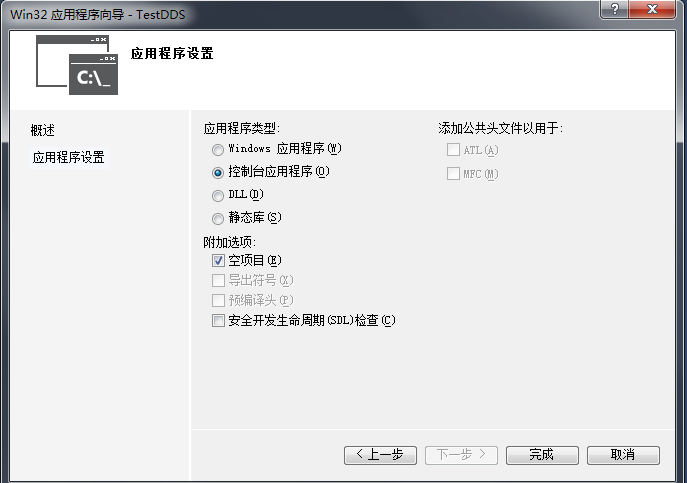 Win32 应用程序向导 - TestDDS
C:\_
应用程序设置
概述
应用程序设置
应用程序类型:
Windows 应用程序(W)
控制台应用程序(O)
DLL(D)
静态库(S)
附加选项:
空项目(E)
导出符号(X)
预编译头(P)
安全开发生命周期(SDL)检查(C)
添加公共头文件以用于:
ATL(A)
MFC(M)
< 上一步
下一步 >
完成
取消